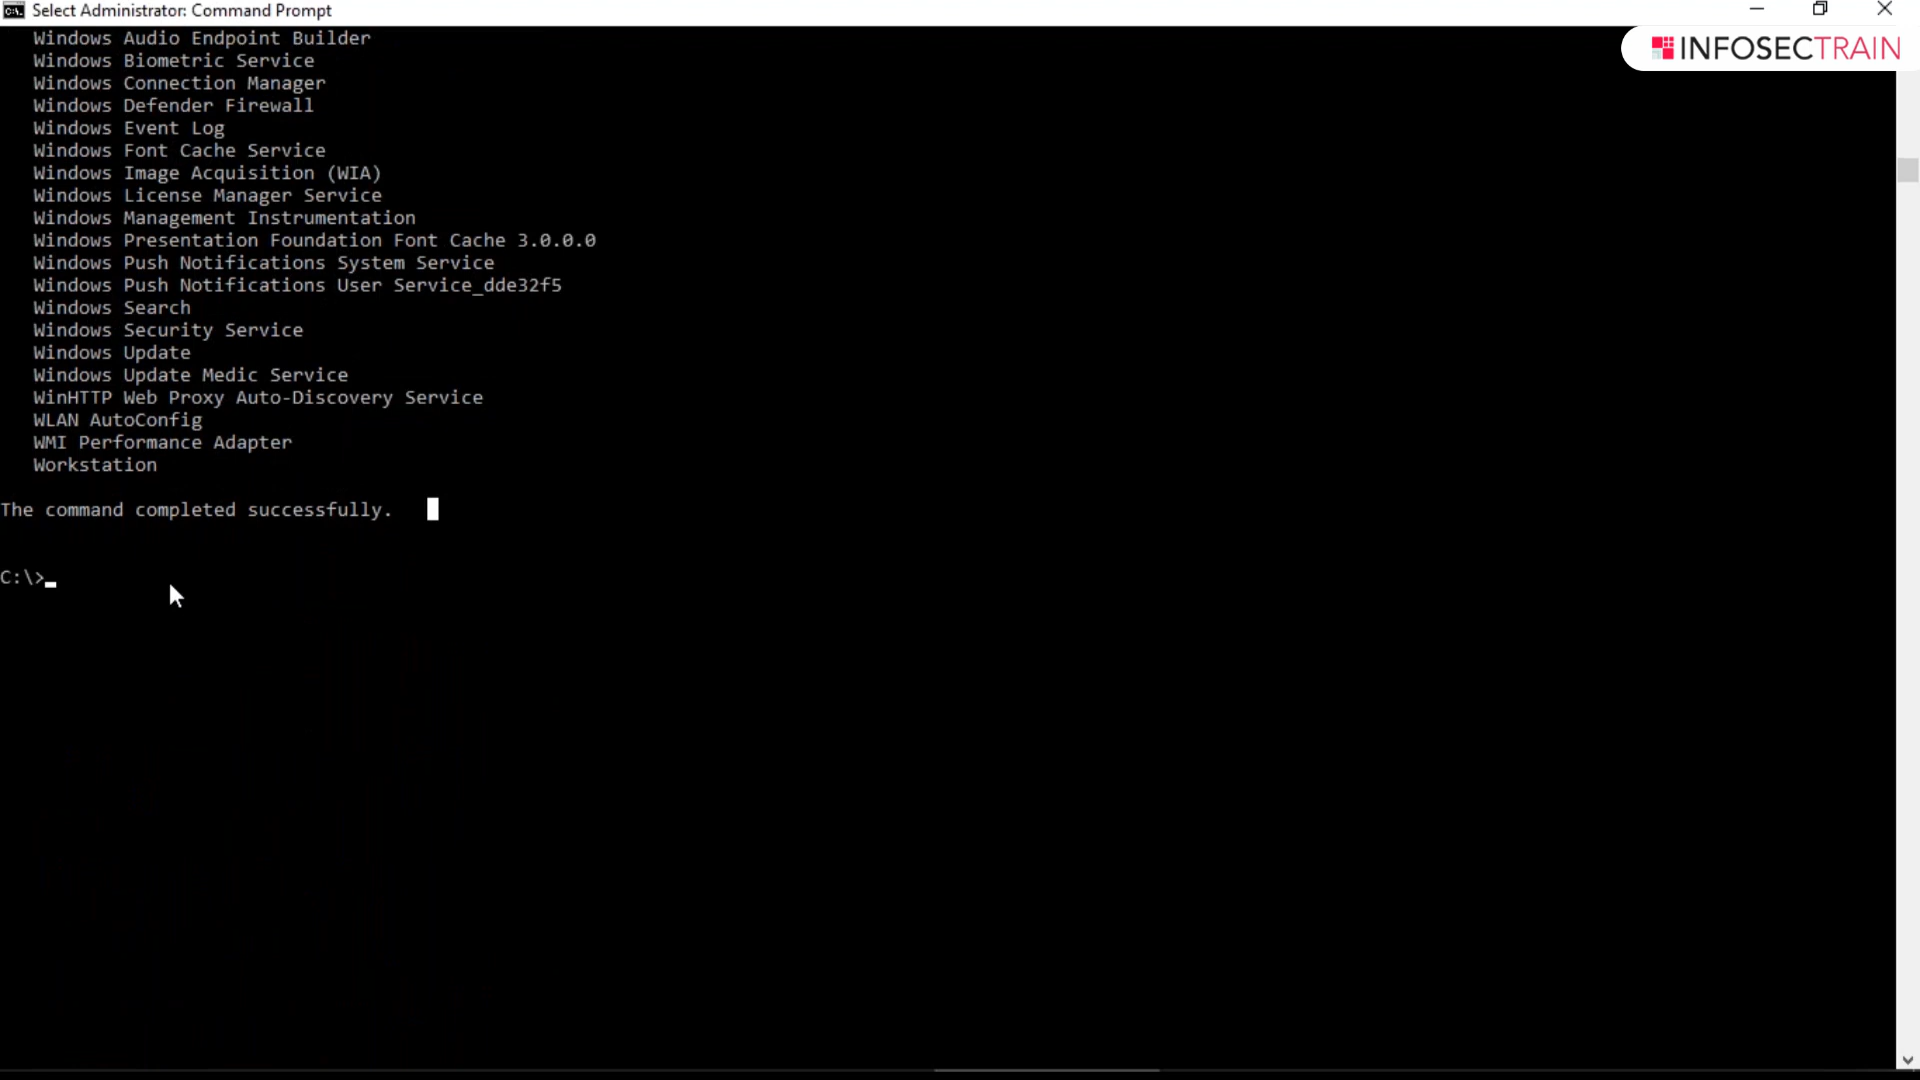 Select Administrator: Command Prompt
INFOSECTRAIN
Windows Audio Endpoint Builder
Windows Biometric Service
Windows Connection Manager
Windows Defender Firewall
Windows Event Log
Windows Font Cache Service
Windows Image Acquisition (WIA)
Windows License Manager Service
Windows Management Instrumentation
Windows Presentation Foundation Font Cache 3.0.0.0
Windows Push Notifications System Service
Windows Push Notifications User Service_dde32f5
Windows Search
Windows Security Service
Windows Update
Windows Update Medic Service
WinHTTP Web Proxy Auto-Discovery Service
WLAN AutoConfig
WMI Performance Adapter
Workstation
The command completed successfully.
C:\>